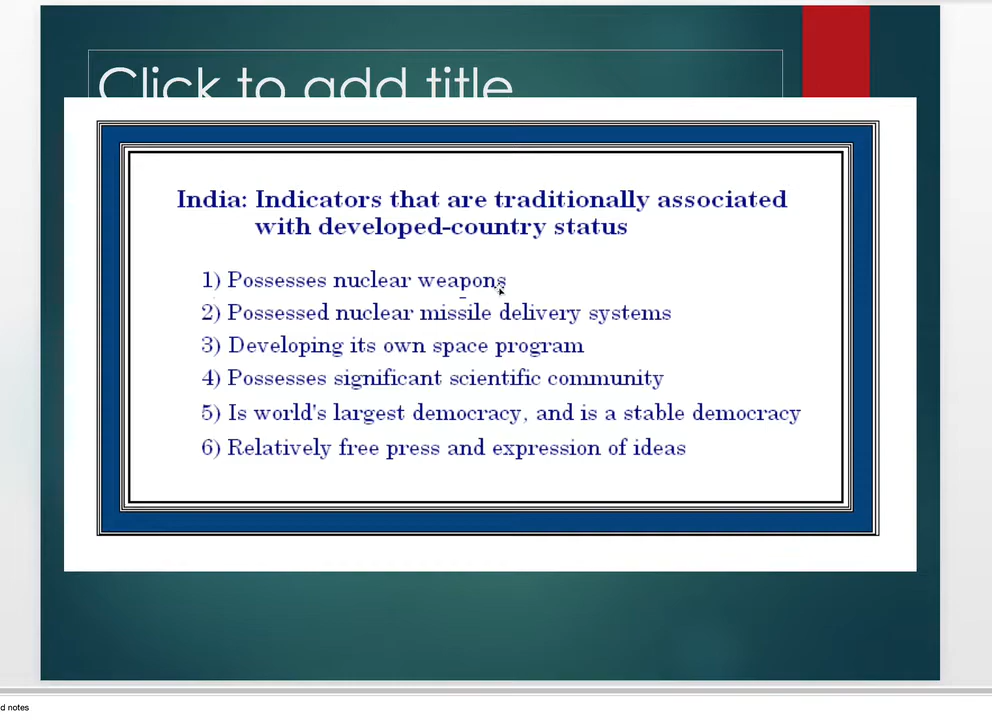 Click to add title
India: Indicators that are traditionally associated
with developed-country status
1) Possesses nuclear weapons
2) Possessed nuclear missile delivery systems
3) Developing its own space program
4) Possesses significant scientific community
5) Is world's largest democracy, and is a stable democracy
6) Relatively free press and expression of ideas
d notes